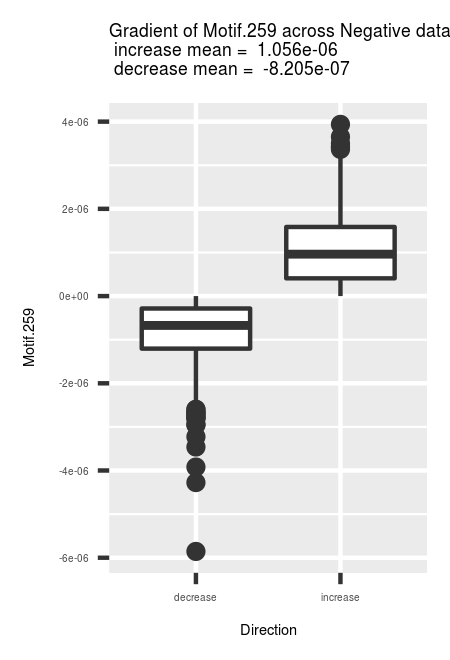 Gradient of Motif.259 across Negative data
increase mean =  1.056e-06
decrease mean =  -8.205e-07
4e-06
2e-06
0e+00
-2e-06
-4e-06
-6e-06
Motif.259
decrease increase
Direction